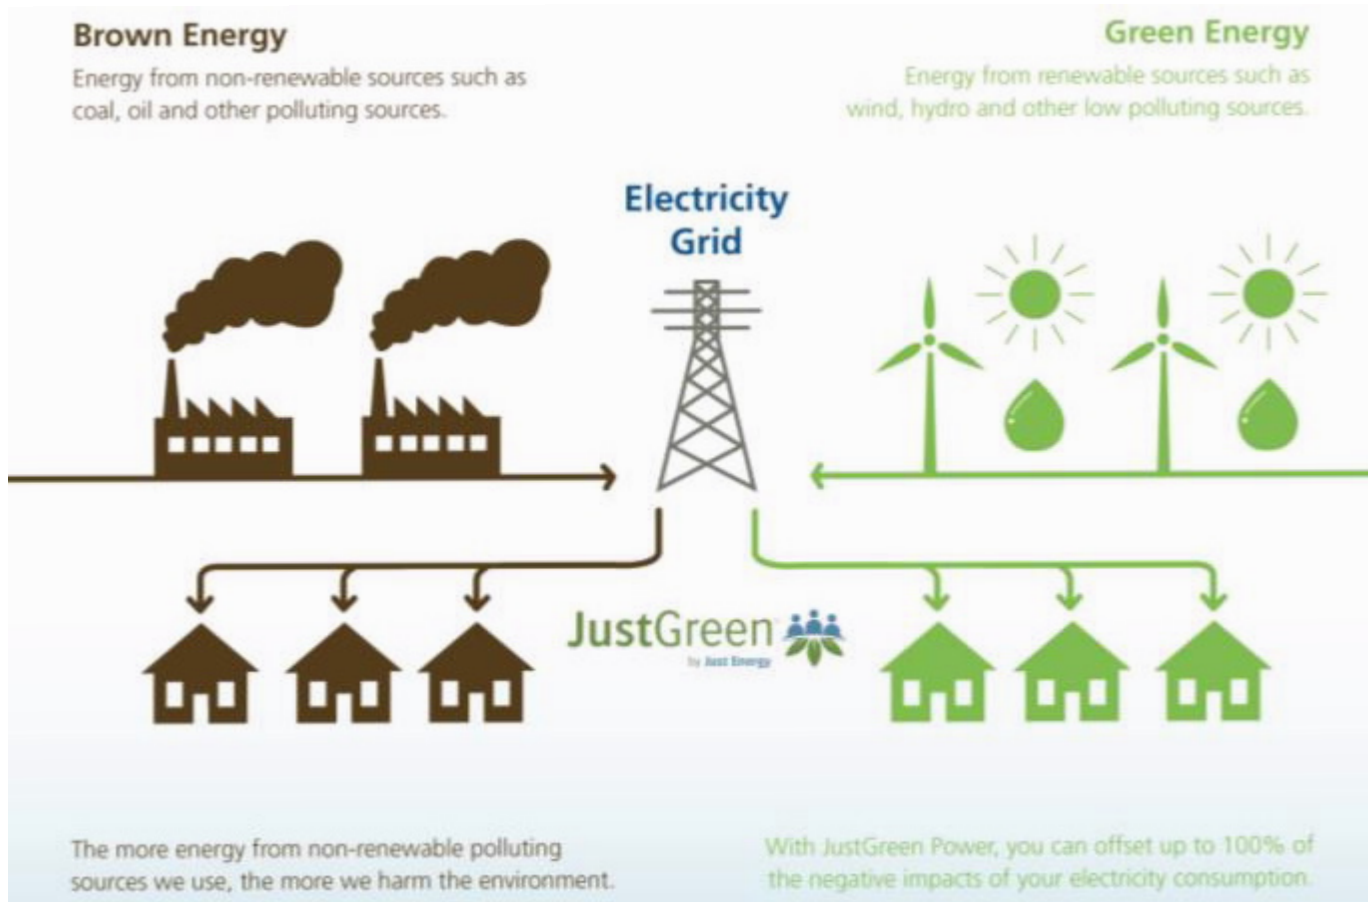 Brown Energy
Energy from non-renewable sources such as
coal, oil and other polluting sources.
Green Energy
Energy from renewable sources such as
wind, hydro and other low polluting sources.
Electricity
Grid
JustGreen
by Just Energy
The more energy from non-renewable polluting
sources we use, the more we harm the environment.
With JustGreen Power, you can offset up to 100% of
the negative impacts of your electricity consumption.